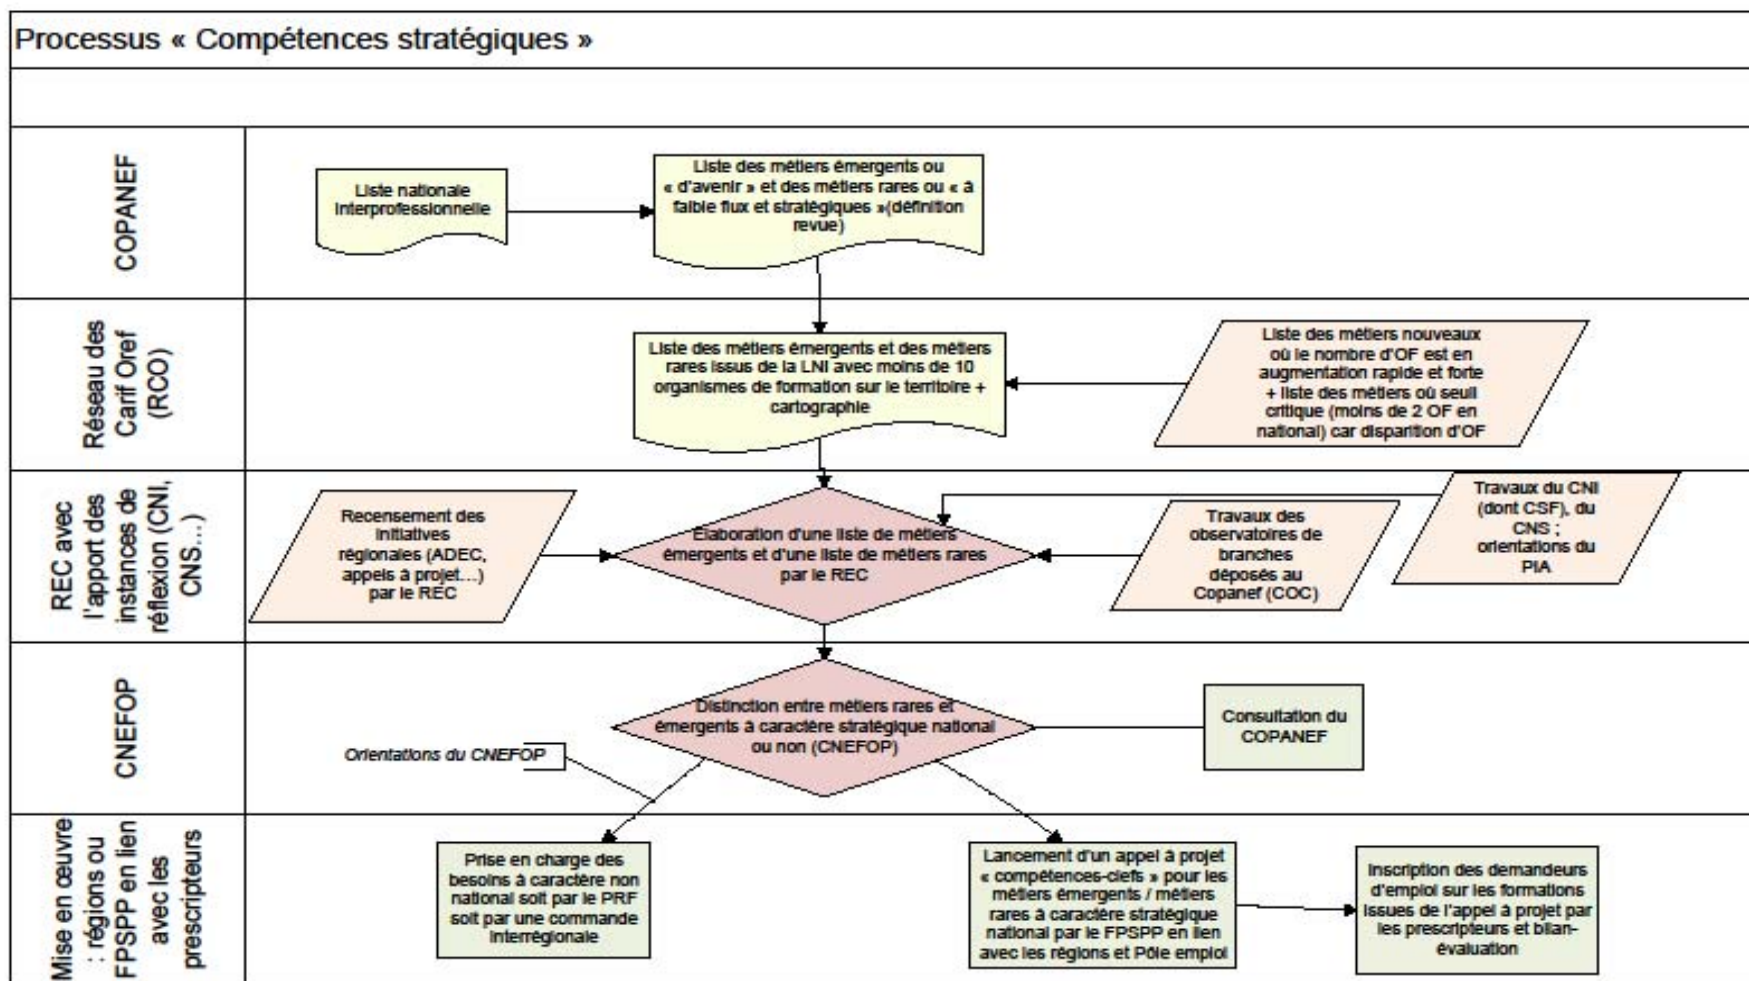 Processus « Compétences stratégiques »
COPANEF
Liste nationale
interprofessionnelle
Liste des métiers émergents ou
« d'avenir » et des métiers rares ou « à
faible flux et stratégiques »(définition
revue)
Réseau des
Carif Oref
(RCO)
Liste des métiers émergents et des métiers
rares issus de la LNI avec moins de 10
organismes de formation sur le territoire +
cartographie
Liste des métiers nouveaux
où le nombre d'OF est en
augmentation rapide et forte
+ liste des métiers où seuil
critique (moins de 2 OF en
national) car disparition d'OF
REC avec
l'apport des
instances de
réflexion (CNI,
CNS...)
Recensement des
initiatives
régionales (ADEC,
appels à projet...)
par le REC
Elaboration d'une liste de métiers
émergents et d'une liste de métiers rares
par le REC
Travaux des
observatoires de
branches
déposés au
Copanef (COC)
Travaux du CNI
(dont CSF), du
CNS ;
orientations du
PIA
CNEFOP
Orientations du CNEFOP
Distinction entre métiers rares et
émergents à caractère stratégique national
ou non (CNEFOP)
Consultation du
COPANEF
Mise en œuvre
: régions ou
FPSPP en lien
avec les
prescripteurs
Prise en charge des
besoins à caractère non
national soit par le PRF
soit par une commande
interrégionale
Lancement d'un appel à projet
« compétences-clefs » pour les
métiers émergents / métiers
rares à caractère stratégique
national par le FPSPP en lien
avec les régions et Pôle emploi
Inscription des demandeurs
d'emploi sur les formations
issues de l'appel à projet par
les prescripteurs et bilan-
évaluation